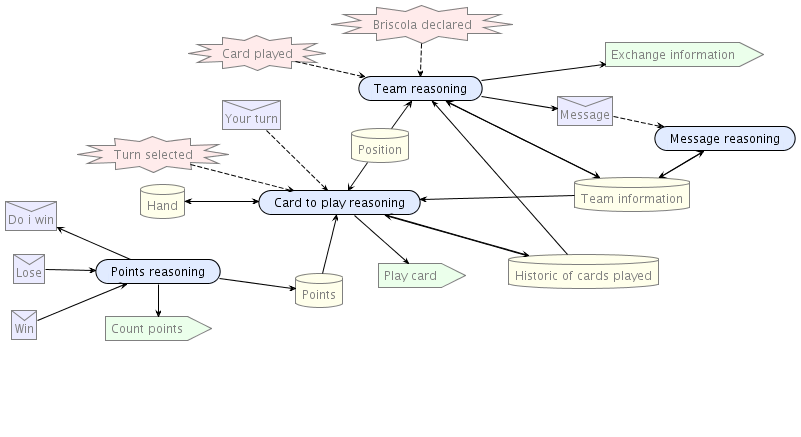 Briscola declared
Card played
Exchange information
Team reasoning
Message
Your turn
Message reasoning
Position
Turn selected
Team information
Hand
Card to play reasoning
Do i win
Lose
Points reasoning
Play card
Historic of cards played
Points
Win
Count points